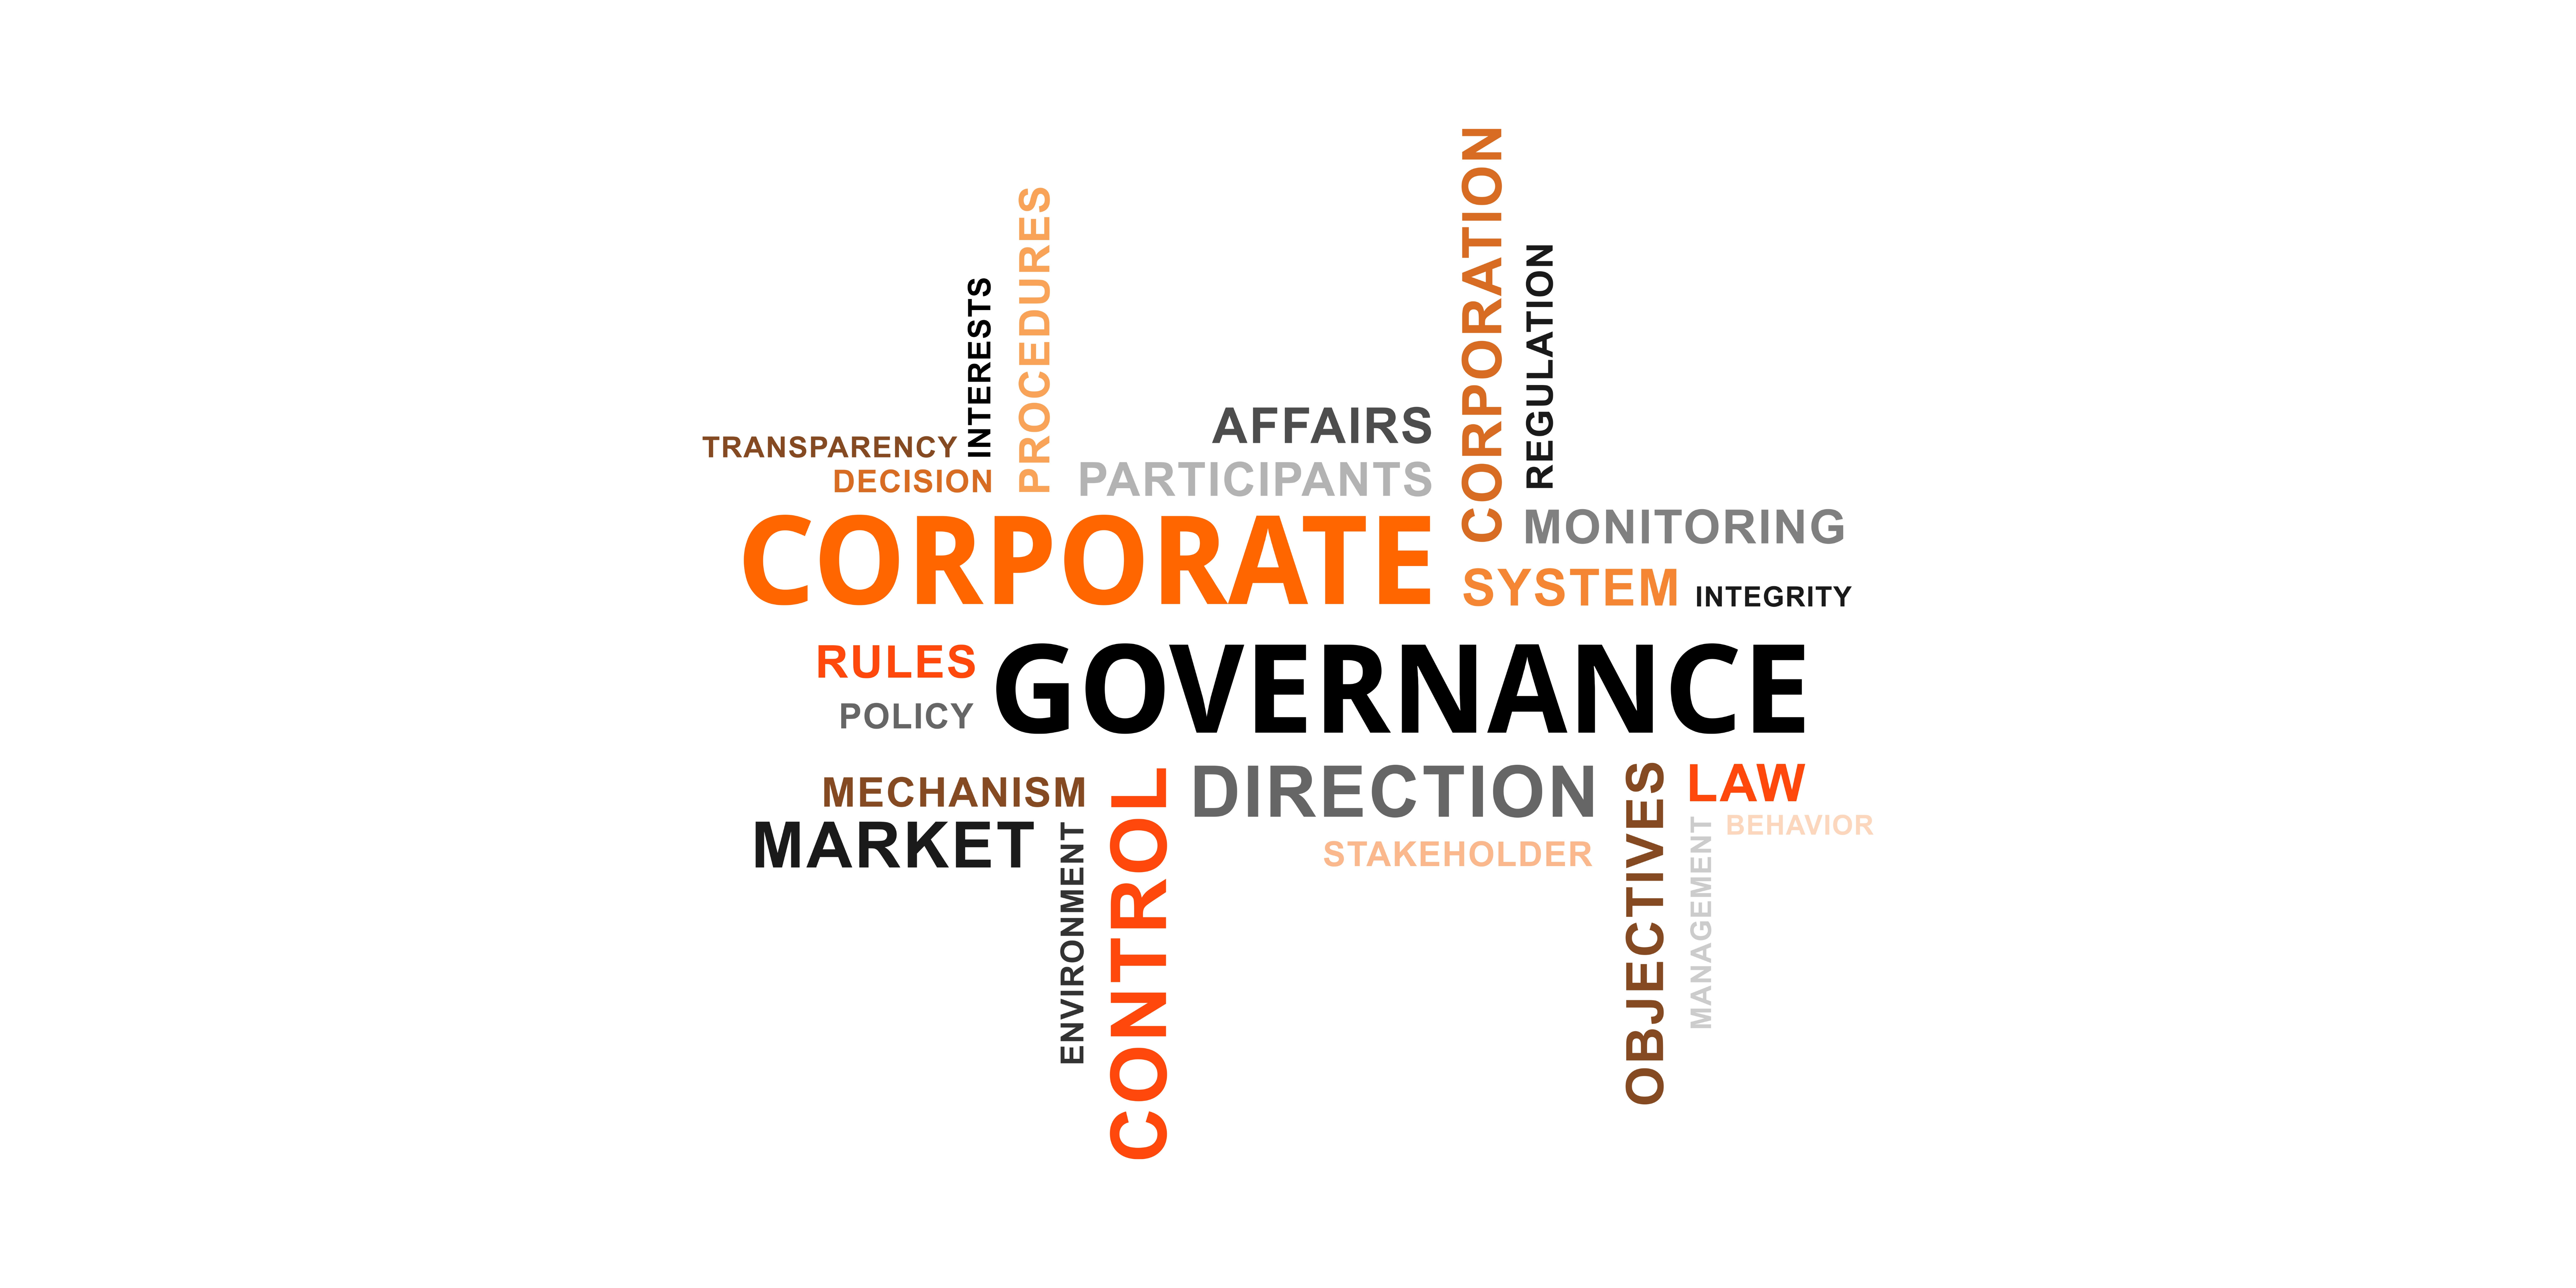 CORPORATION
PROCEDURES
REGULATION
INTERESTS
AFFAIRS
TRANSPARENCY
PARTICIPANTS
DECISION
MONITORING
CORPORATE
SYSTEM
INTEGRITY
RULES
GOVERNANCE
POLICY
MECHANISM
DIRECTION
LAW
MARKET
BEHAVIOR
STAKEHOLDER
ENVIRONMENT
CONTROL
OBJECTIVES
MANAGEMENT